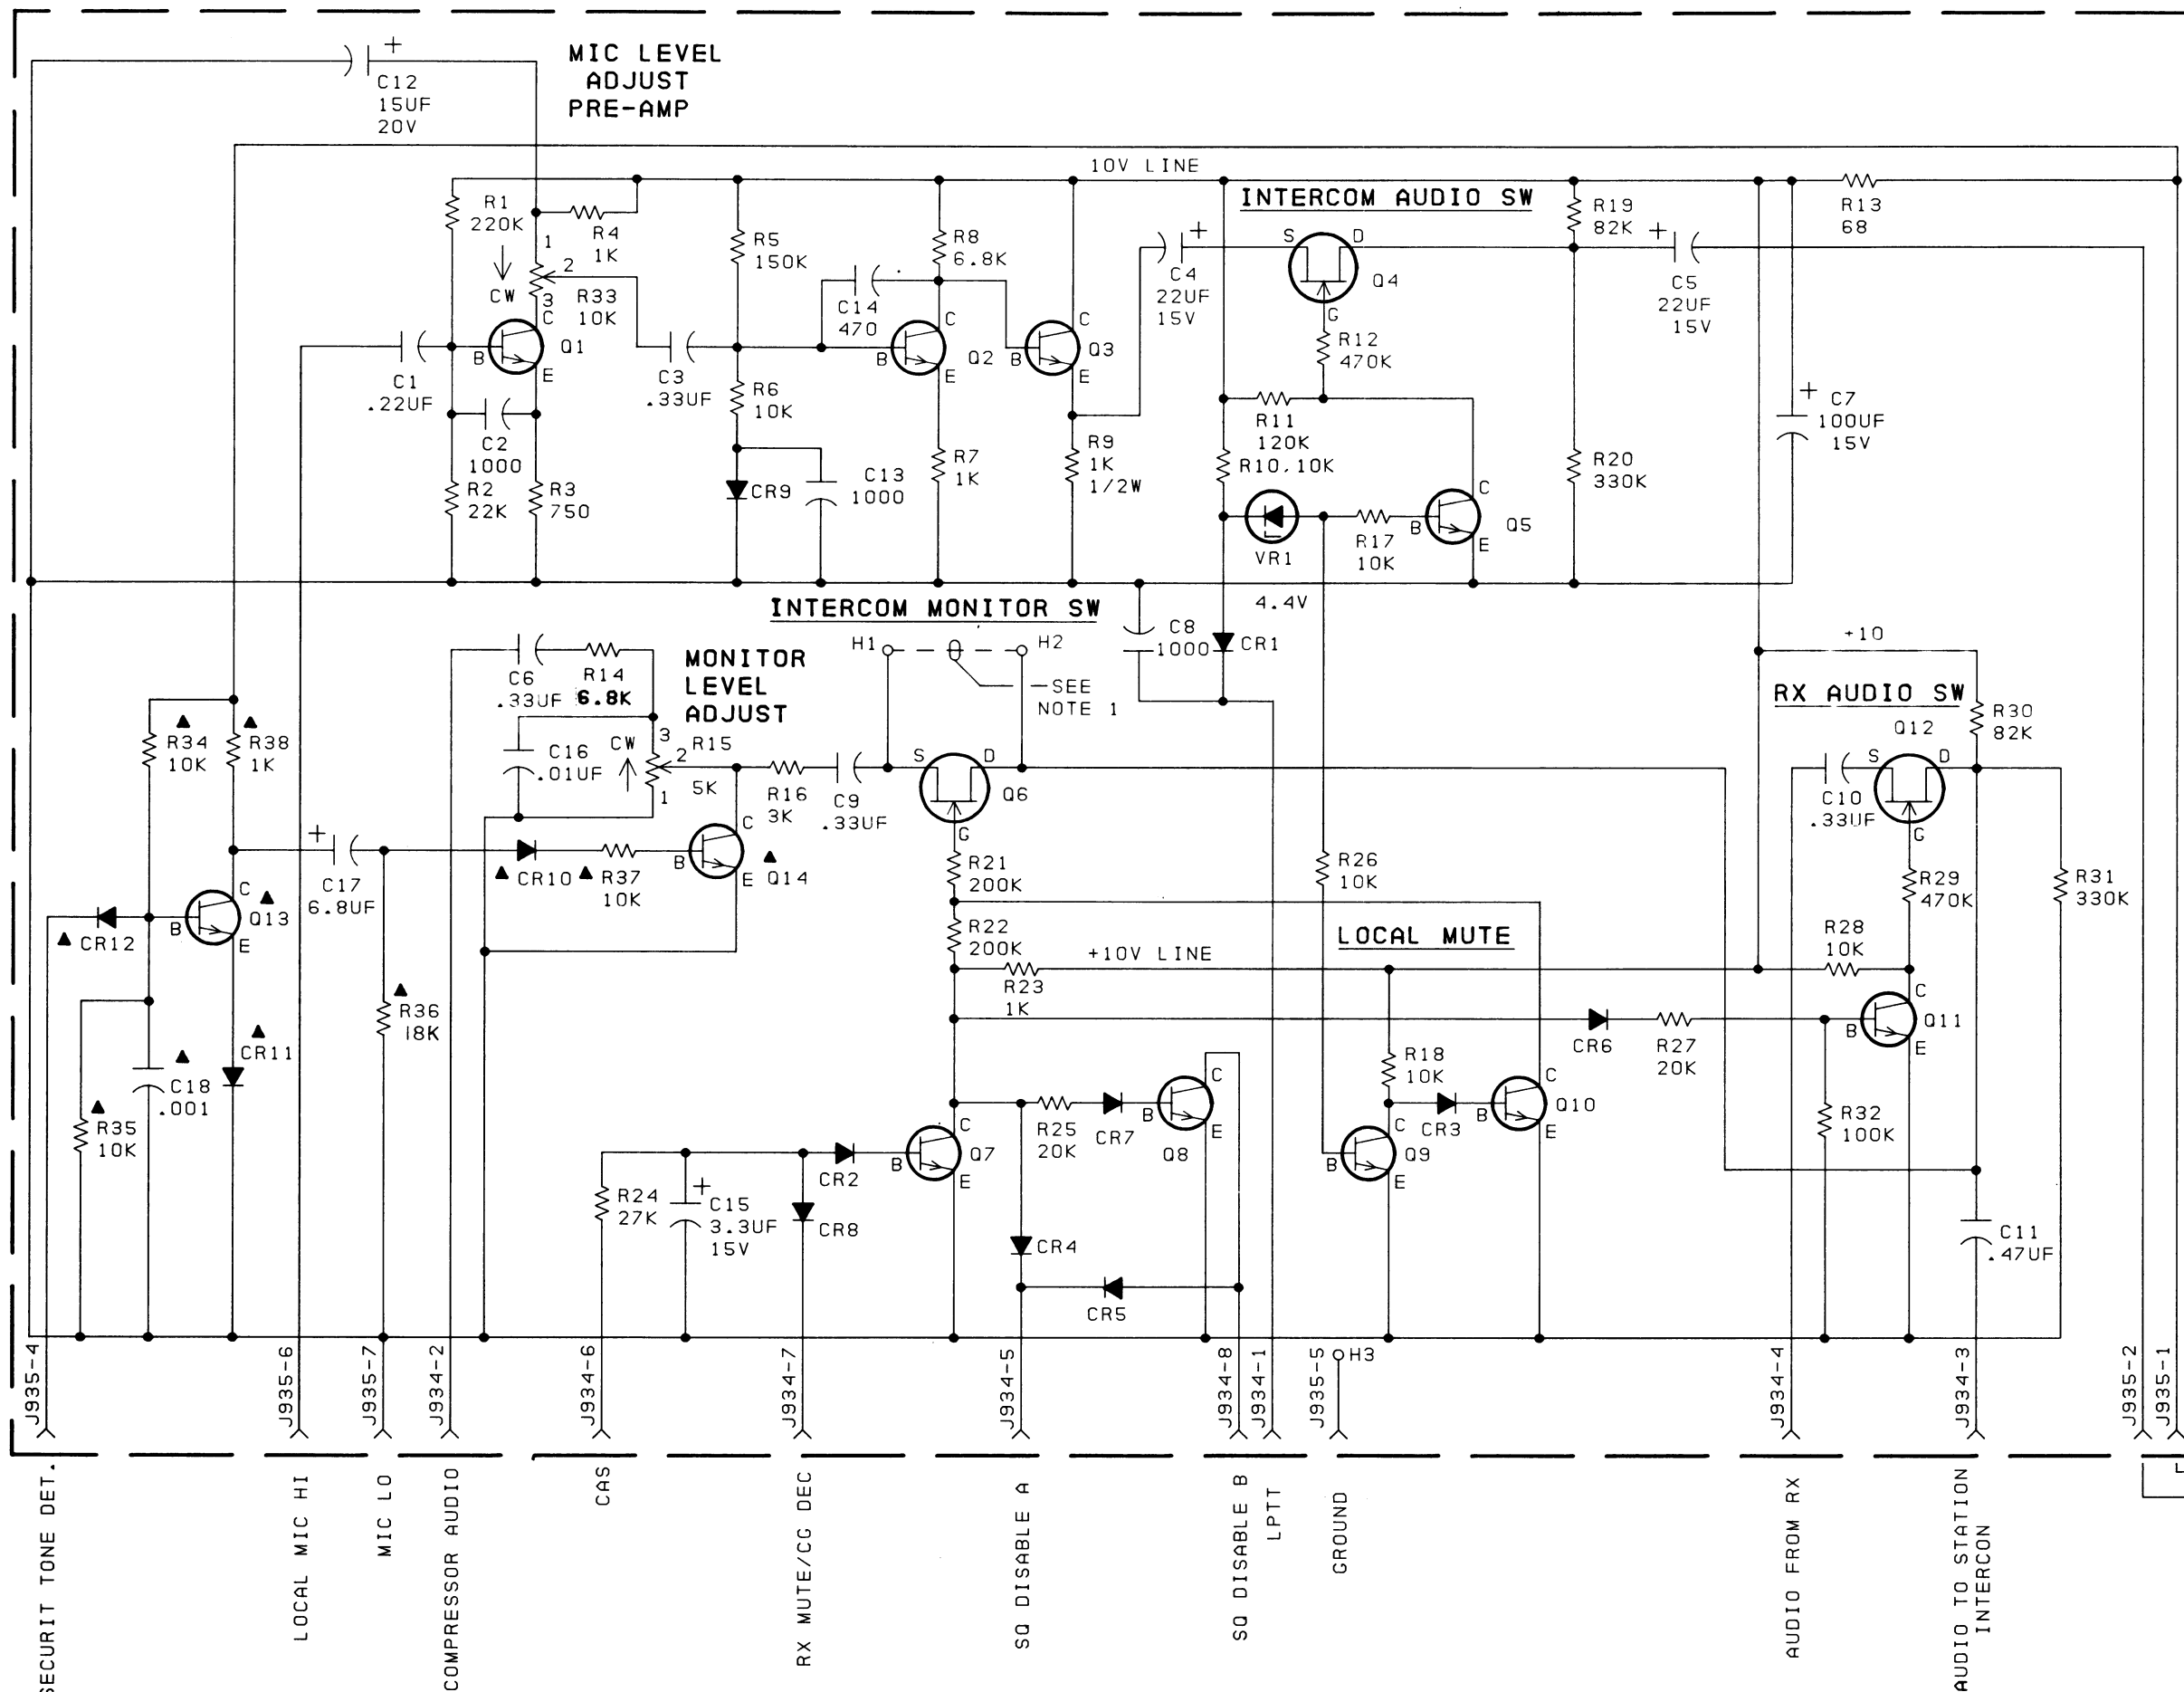 MIC LEVEL
ADJUST
PRE-AMP
+
C12
15UF
20V
10V LINE
INTERCOM AUDIO SW
R1
220K
CW
1
2
3
R4
1K
R33
10K
C
B
E
Q1
C1
.22UF
C2
1000
R2
22K
R3
750
R5
150K
C3
.33UF
R6
10K
CR9
C13
1000
C14
470
R8
6.8K
C
B
E
Q2
R7
1K
C
B
E
Q3
R9
1K
1/2W
+
C4
22UF
15V
S
D
G
Q4
R12
470K
R11
120K
R10,10K
VR1
4.4V
R17
10K
C
B
E
Q5
R19
82K
+
C5
22UF
15V
R20
330K
R13
68
+
C7
100UF
15V
INTERCOM MONITOR SW
H1
H2
SEE
NOTE 1
C8
1000
CR1
+10
RX AUDIO SW
C6
.33UF
R14
6.8K
MONITOR
LEVEL
ADJUST
C16
.01UF
CW
3
2
1
R15
5K
R16
3K
C9
.33UF
S
D
G
Q6
R34
10K
R38
1K
+
C17
6.8UF
CR10
R37
10K
C
B
E
Q14
CR12
C
B
E
Q13
R36
18K
CR11
C18
.001
R35
10K
R21
200K
R22
200K
+10V LINE
R23
1K
R26
10K
LOCAL MUTE
Q12
S
D
G
C10
.33UF
R30
82K
R29
470K
R31
330K
R28
10K
C
B
E
Q11
CR6
R27
20K
R32
100K
R18
10K
CR3
C
B
E
Q10
C
B
E
Q9
R25
20K
CR7
C
B
E
Q8
C
B
E
Q7
CR2
R24
27K
+
C15
3.3UF
15V
CR8
CR4
CR5
C11
.47UF
H3
J935-4
J935-6
J935-7
J934-2
J934-6
J934-7
J934-5
J934-8
J934-1
J935-5
J934-4
J934-3
J935-2
J935-1
SECURIT TONE DET.
LOCAL MIC HI
MIC LO
COMPRESSOR AUDIO
CAS
RX MUTE/CG DEC
SQ DISABLE A
SQ DISABLE B
LPTT
GROUND
AUDIO FROM RX
AUDIO TO STATION
INTERCON